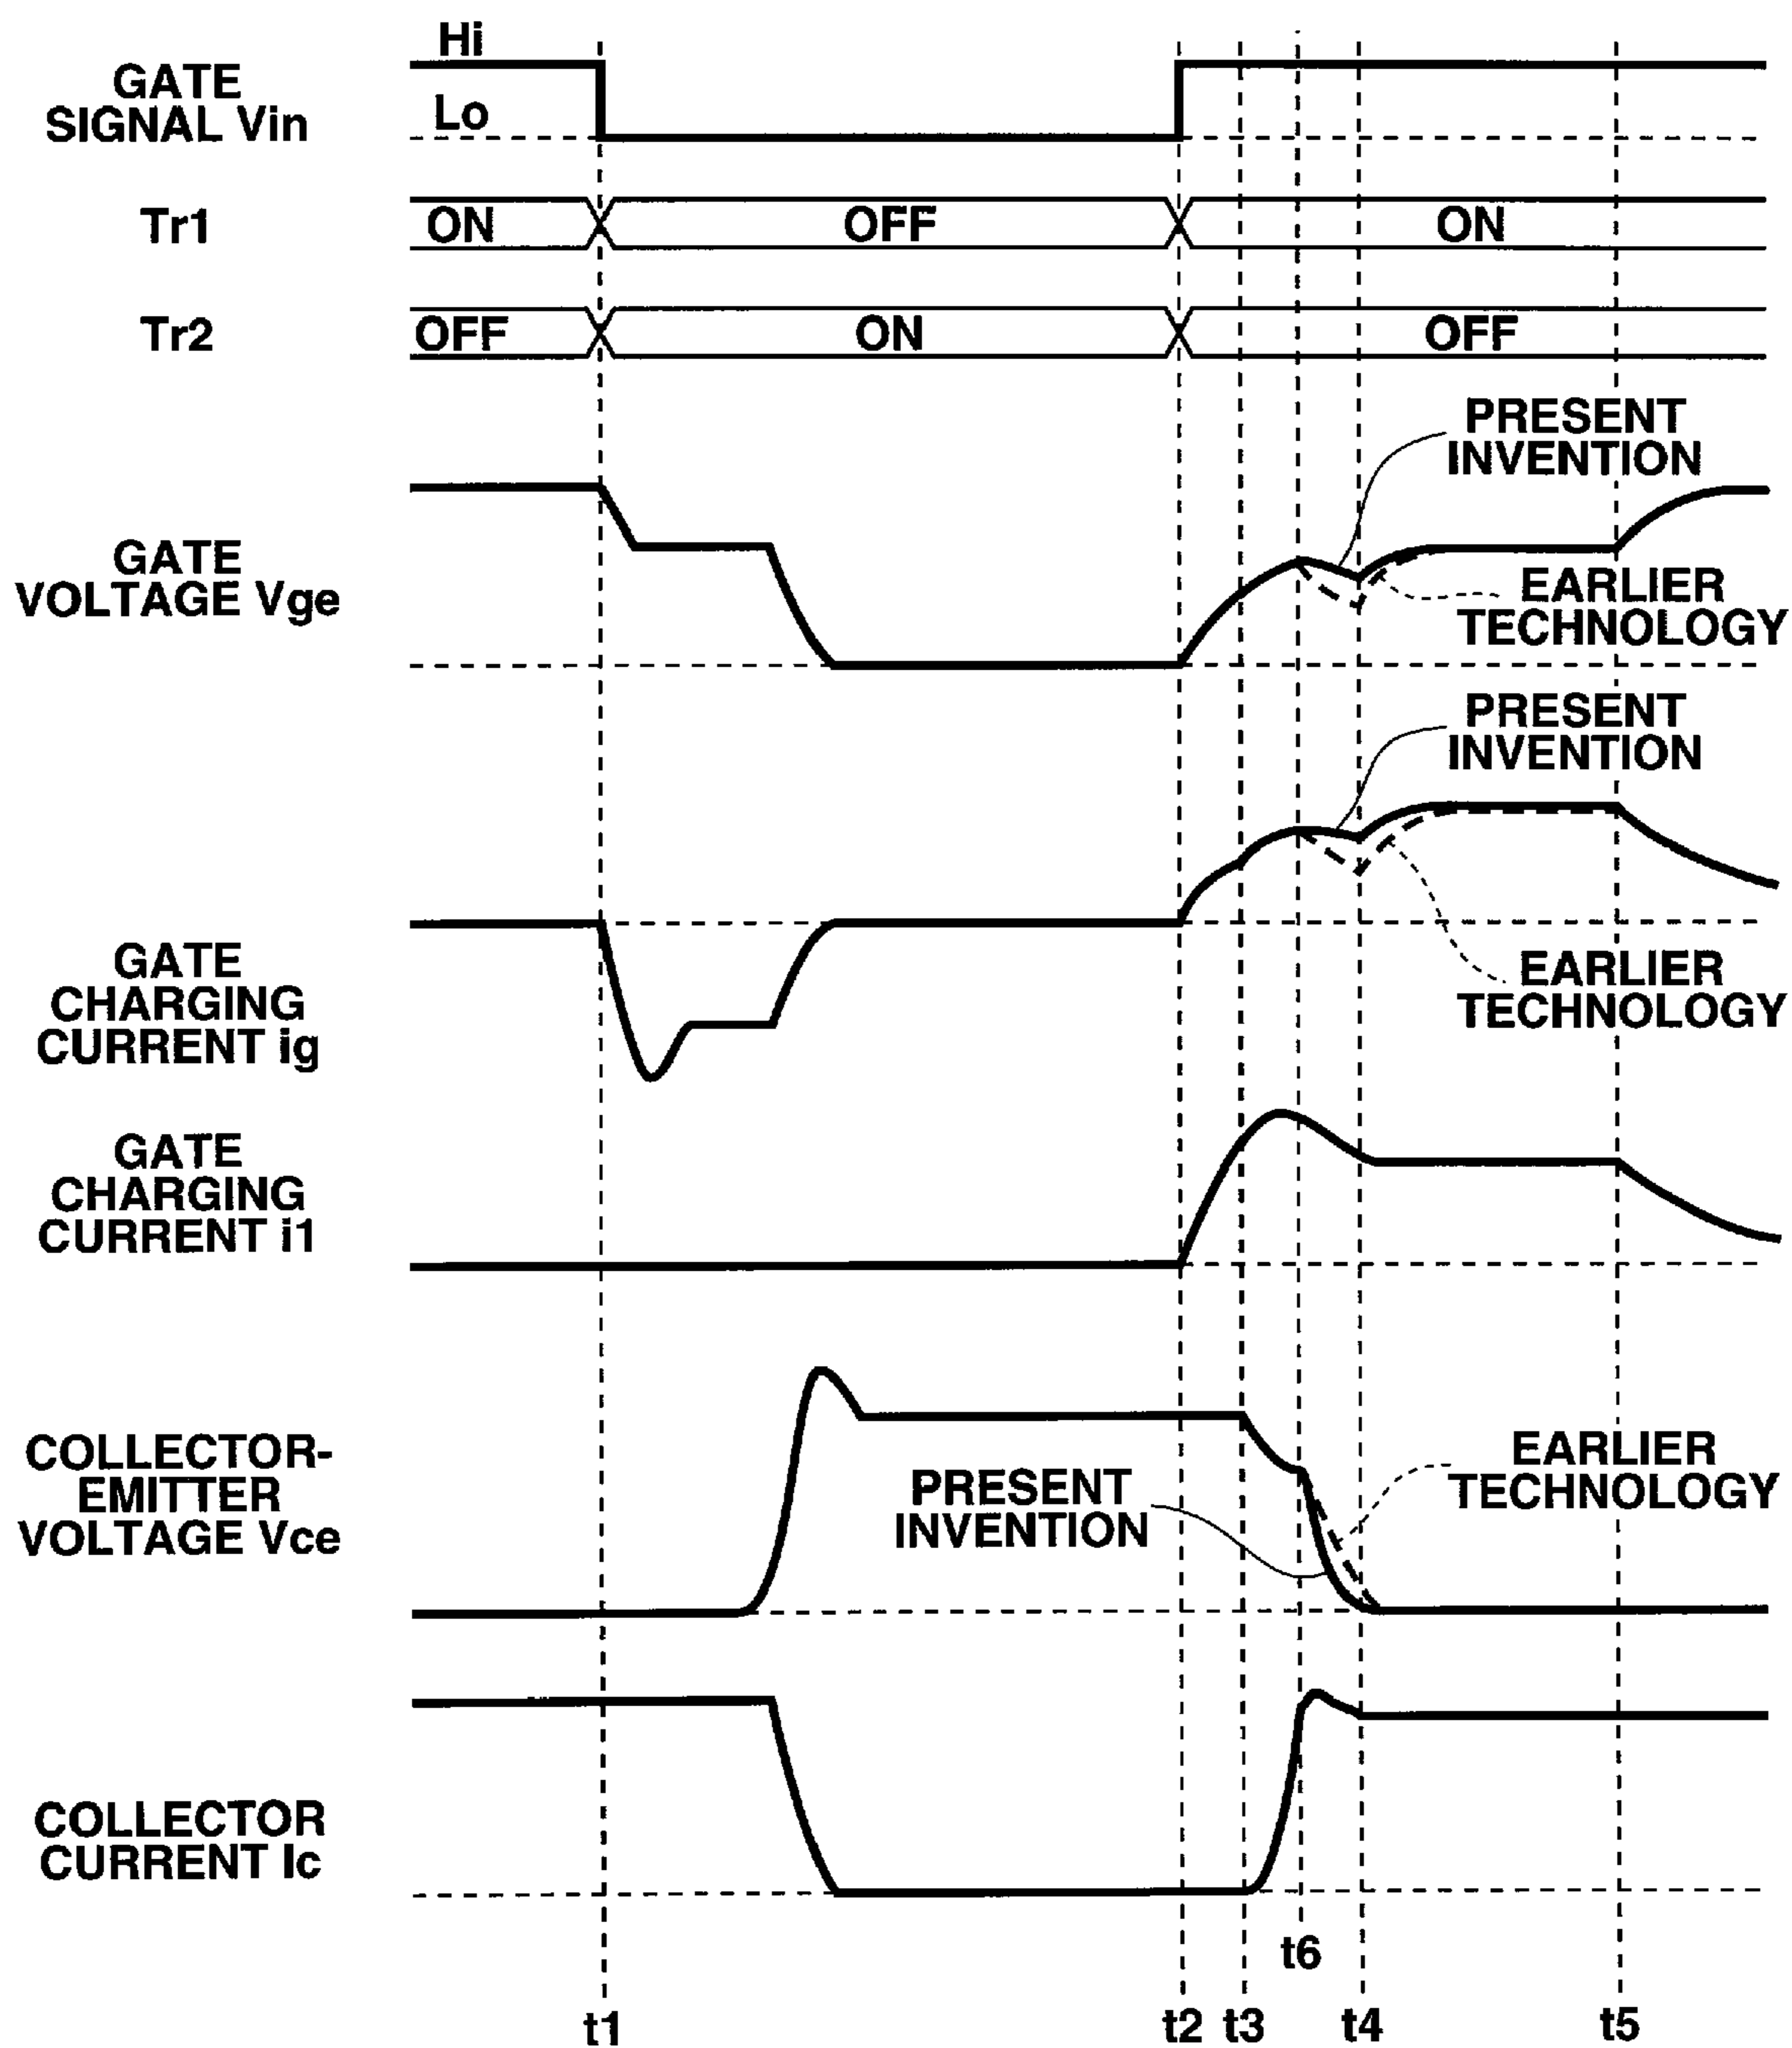 Hi
GATE
SIGNAL Vin
Lo
Tr1
ON
OFF
ON
Tr2
OFF
ON
OFF
PRESENT
INVENTION
GATE
VOLTAGE Vge
EARLIER
TECHNOLOGY
PRESENT
INVENTION
GATE
CHARGING
CURRENT ig
EARLIER
TECHNOLOGY
GATE
CHARGING
CURRENT i1
COLLECTOR-
EMITTER
VOLTAGE Vce
PRESENT
INVENTION
EARLIER
TECHNOLOGY
COLLECTOR
CURRENT Ic
t6
t1
t2
t3
t4
t5